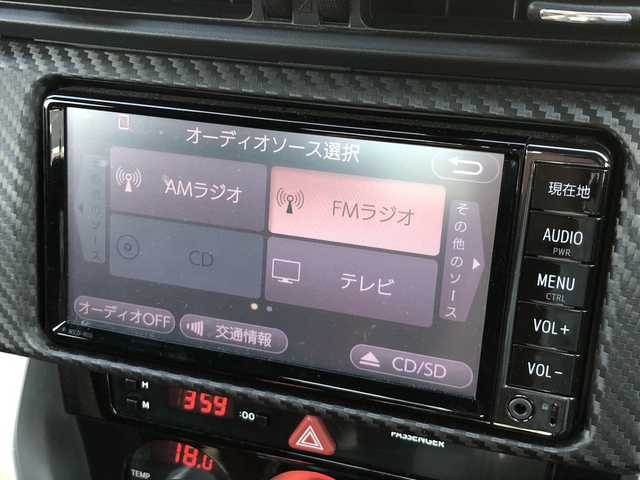 オーディオソース選択
AMラジオ
FMラジオ
CD
テレビ
その他のソース
オーディオOFF
交通情報
CD/SD
現在地
AUDIO
PWR
MENU
CTRL
VOL+
VOL-
H
M
3:59
:00
PASSENGER
18.0
TEMP